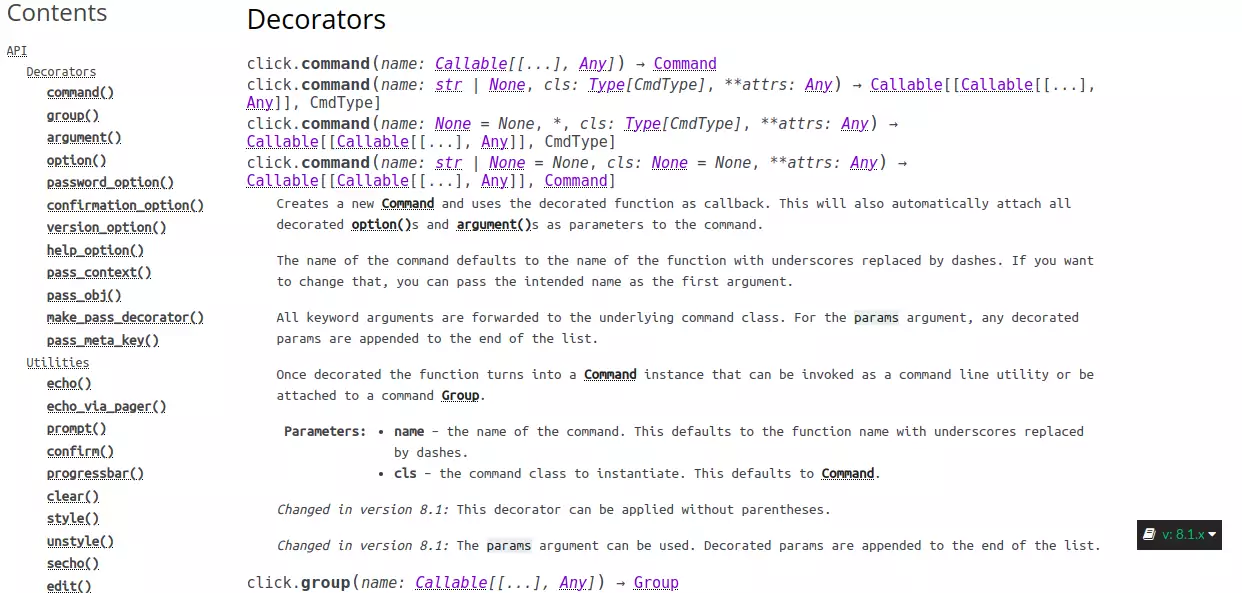 Contents
API
Decorators
command()
group()
argument()
option()
password_option()
confirmation_option()
version_option()
help_option()
pass_context()
pass_obj()
make_pass_decorator()
pass_meta_key()
Utilities
echo()
echo_via_pager()
prompt()
confirm()
progressbar()
clear()
style()
unstyle()
secho()
edit()
Decorators
click.command(name: Callable[[...], Any]) → Command
click.command(name: str | None, cls: Type[CmdType], **attrs: Any) → Callable[[Callable[[...],
Any]], CmdType]
click.command(name: None = None, *, cls: Type[CmdType], **attrs: Any) →
Callable[[Callable[[...], Any]], CmdType]
click.command(name: str | None = None, cls: None = None, **attrs: Any) →
Callable[[Callable[[...], Any]], Command]
Creates a new Command and uses the decorated function as callback. This will also automatically attach all
decorated option()s and argument()s as parameters to the command.
The name of the command defaults to the name of the function with underscores replaced by dashes. If you want
to change that, you can pass the intended name as the first argument.
All keyword arguments are forwarded to the underlying command class. For the params argument, any decorated
params are appended to the end of the list.
Once decorated the function turns into a Command instance that can be invoked as a command line utility or be
attached to a command Group.
Parameters: • name – the name of the command. This defaults to the function name with underscores replaced
by dashes.
• cls – the command class to instantiate. This defaults to Command.
Changed in version 8.1: This decorator can be applied without parentheses.
Changed in version 8.1: The params argument can be used. Decorated params are appended to the end of the list.
click.group(name: Callable[[...], Any]) → Group
v: 8.1.x